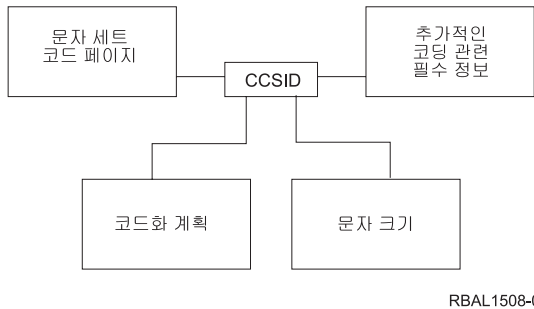 문자 세트
코드 페이지
추가적인
코딩 관련
필수 정보
CCSID
코드화 계획
문자 크기
RBAL1508-0